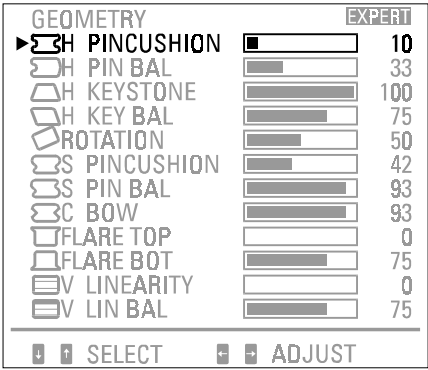 GEOMETRY EXPERT
H PINCUSHION 10
H PIN BAL 33
H KEYSTONE 100
H KEY BAL 75
ROTATION 50
S PINCUSHION 42
S PIN BAL 93
C BOW 93
FLARE TOP 0
FLARE BOT 75
V LINEARITY 0
V LIN BAL 75
SELECT ADJUST